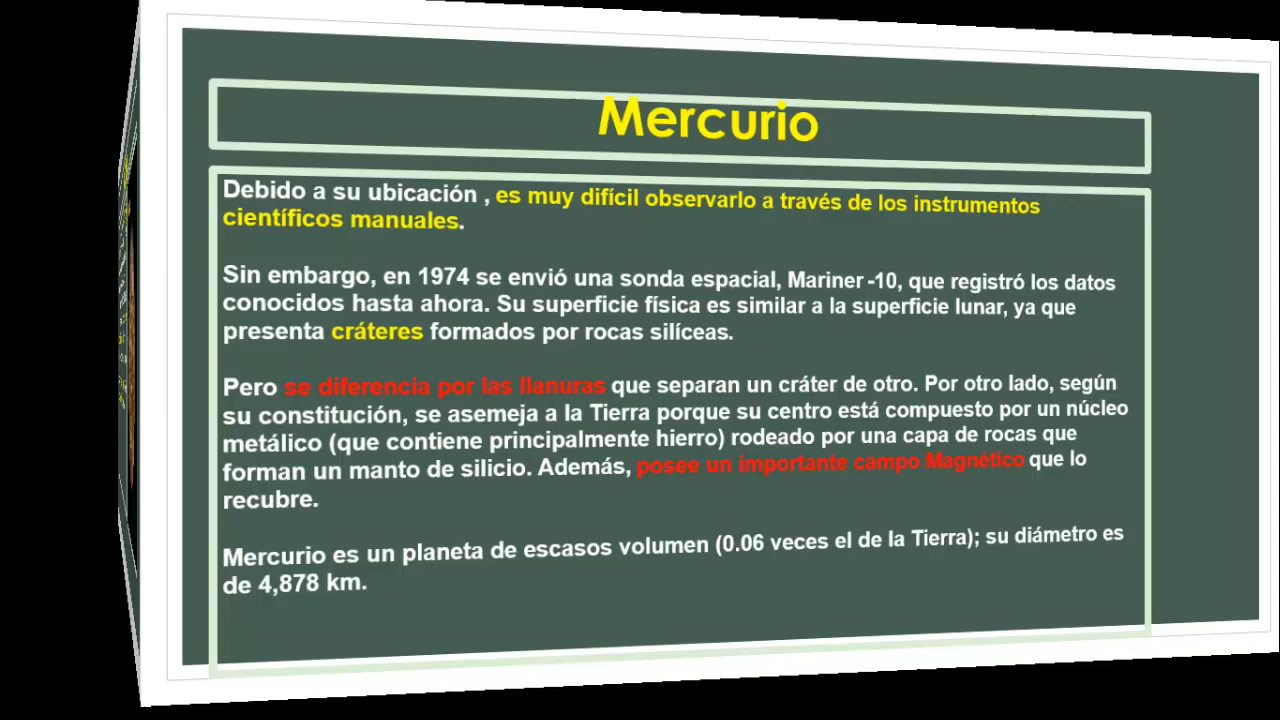 Mercurio
Debido a su ubicación , es muy difícil observarlo a través de los instrumentos
científicos manuales.
Sin embargo, en 1974 se envió una sonda espacial, Mariner -10, que registró los datos
conocidos hasta ahora. Su superficie física es similar a la superficie lunar, ya que
presenta cráteres formados por rocas silíceas.
Pero se diferencia por las llanuras que separan un cráter de otro. Por otro lado, según
su constitución, se asemeja a la Tierra porque su centro está compuesto por un núcleo
metálico (que contiene principalmente hierro) rodeado por una capa de rocas que
forman un manto de silicio. Además, posee un importante campo Magnético que lo
recubre.
Mercurio es un planeta de escasos volumen (0.06 veces el de la Tierra); su diámetro es
de 4,878 km.